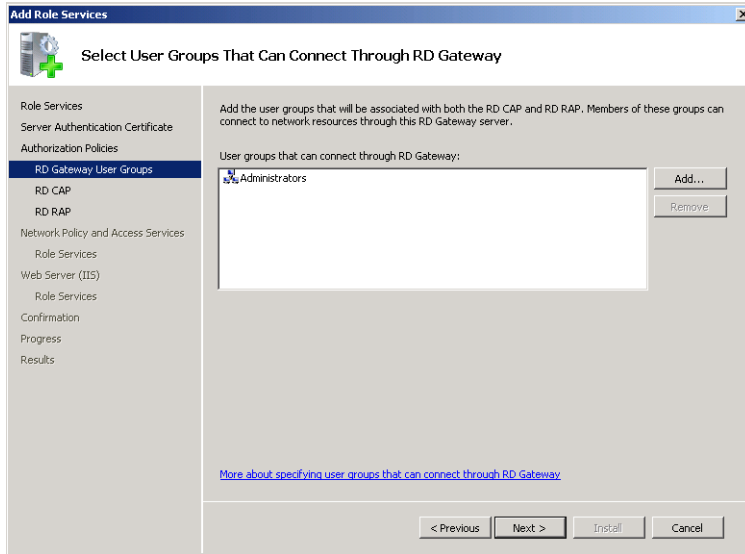 Add Role Services
Select User Groups That Can Connect Through RD Gateway
Role Services
Server Authentication Certificate
Authorization Policies
RD Gateway User Groups
RD CAP
RD RAP
Network Policy and Access Services
Role Services
Web Server (IIS)
Role Services
Confirmation
Progress
Results
Add the user groups that will be associated with both the RD CAP and RD RAP. Members of these groups can
connect to network resources through this RD Gateway server.
User groups that can connect through RD Gateway:
Administrators
Add...
Remove
More about specifying user groups that can connect through RD Gateway
< Previous
Next >
Install
Cancel